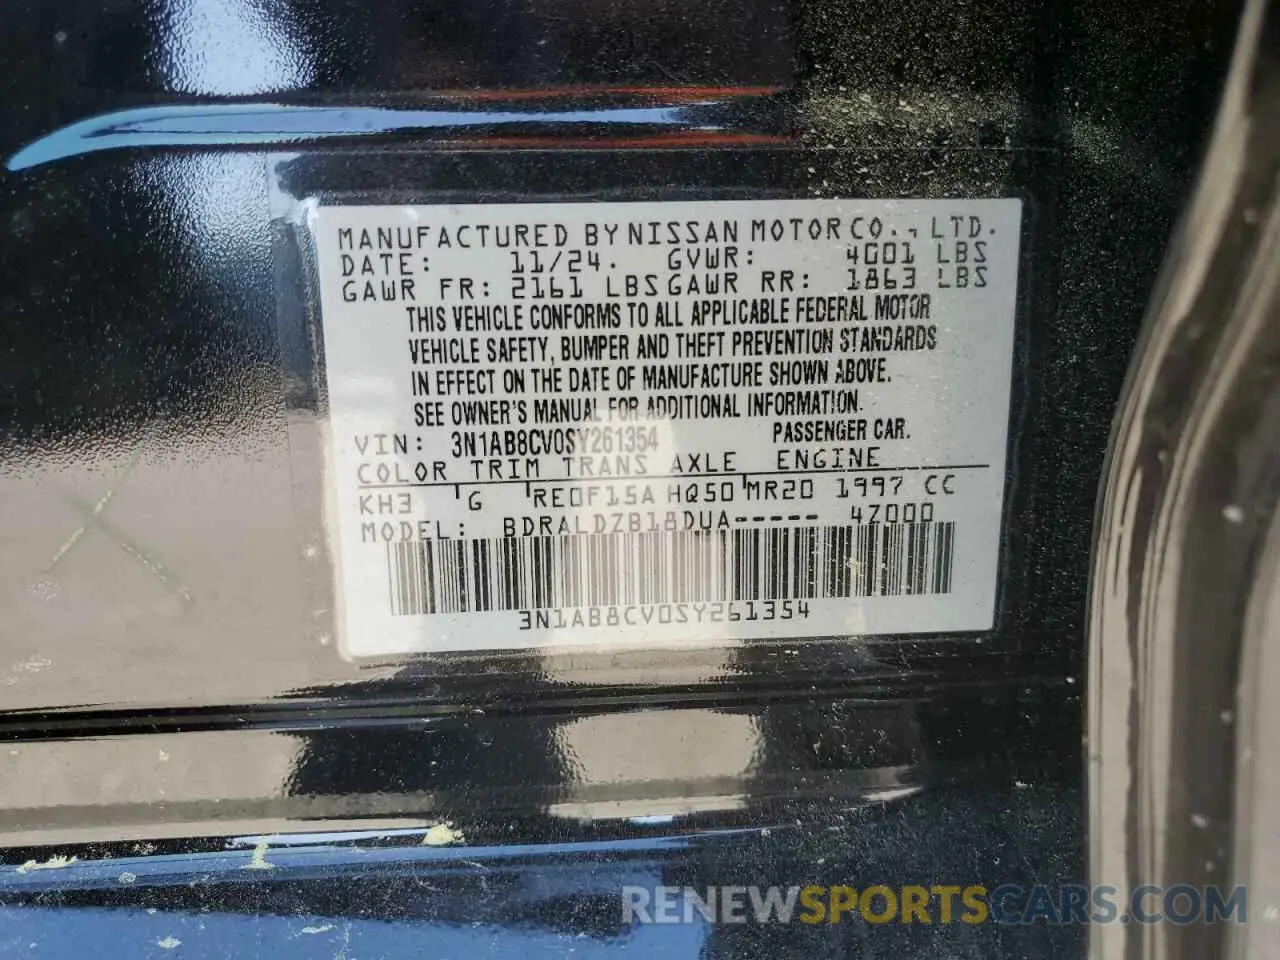 MANUFACTURED BY NISSAN MOTOR CO., LTD.
DATE: 11/24. GVWR: 4001 LBS
GAWR FR: 2161 LBS GAWR RR: 1863 LBS
THIS VEHICLE CONFORMS TO ALL APPLICABLE FEDERAL MOTOR
VEHICLE SAFETY, BUMPER AND THEFT PREVENTION STANDARDS
IN EFFECT ON THE DATE OF MANUFACTURE SHOWN ABOVE.
SEE OWNER'S MANUAL FOR ADDITIONAL INFORMATION.
VIN: 3N1AB8CV0SY261354 PASSENGER CAR.
COLOR TRIM TRANS AXLE ENGINE
KH3 G RE0F15A HQ50 MR20 1997 CC
MODEL: BDRALDZB18DUA----- 4Z000
3N1AB8CV0SY261354
RENEWSPORTSCARS.COM